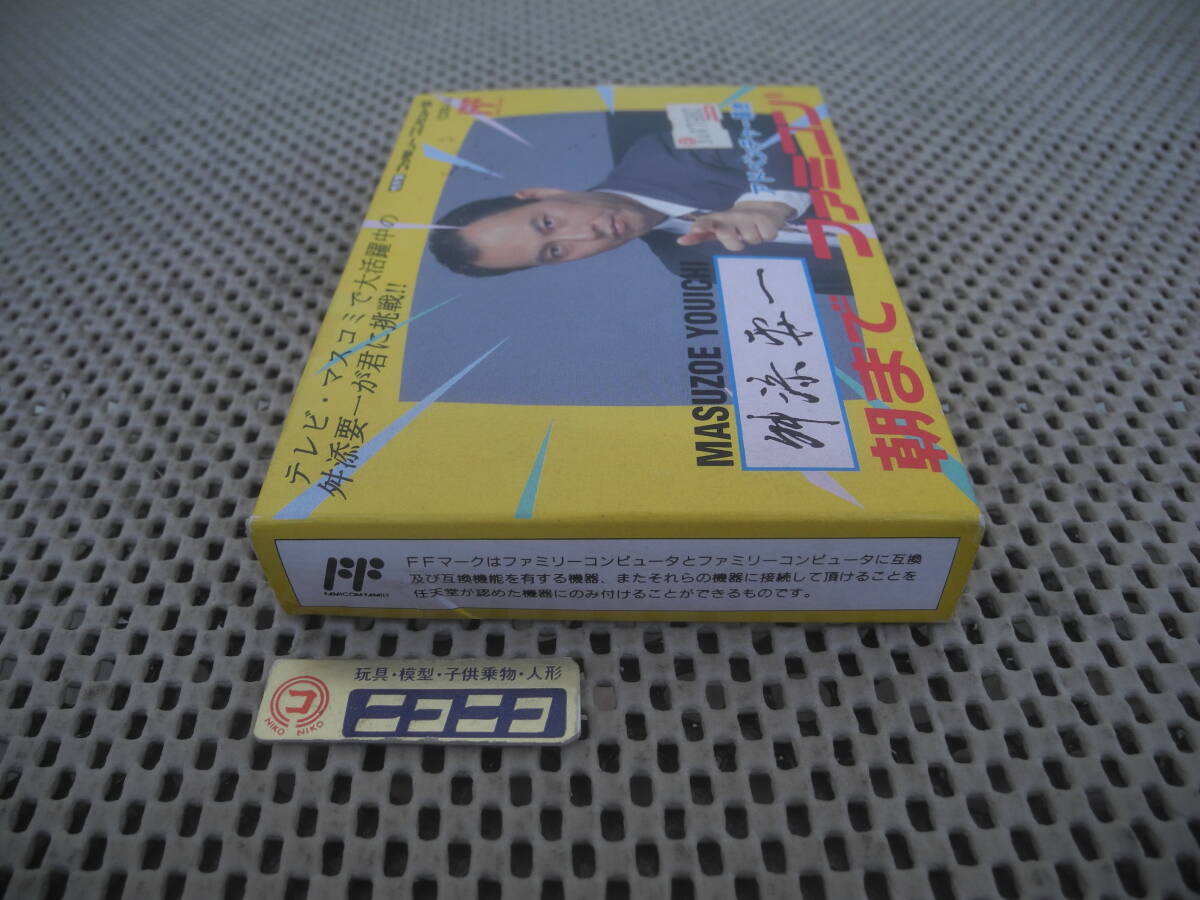 テレビ・マスコミで大活躍中の
舛添要一が君に挑戦!!
MASUZOE YOUICHI
舛添要一
朝までファミコン
FAMICOM FAMILY
FFマークはファミリーコンピュータとファミリーコンピュータに互換
及び互換機能を有する機器、またそれらの機器に接続して頂けることを
任天堂が認めた機器にのみ付けることができるものです。
玩具・模型・子供乗物・人形
ニコニコ
NIKO NIKO